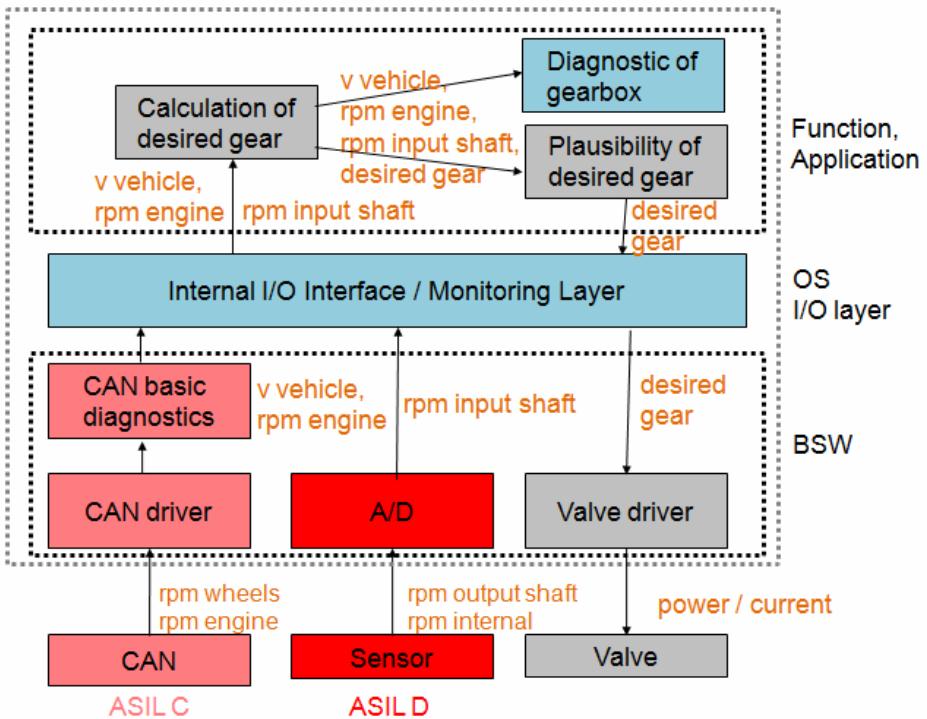 Diagnostic of
gearbox
v vehicle,
rpm engine,
rpm input shaft,
desired gear
Calculation of
desired gear
Plausibility of
desired gear
Function,
Application
v vehicle,
rpm engine
rpm input shaft
desired
gear
Internal I/O Interface / Monitoring Layer
OS
I/O layer
CAN basic
diagnostics
v vehicle,
rpm engine
rpm input shaft
desired
gear
BSW
CAN driver
A/D
Valve driver
rpm wheels
rpm engine
rpm output shaft
rpm internal
power / current
CAN
Sensor
Valve
ASIL C
ASIL D